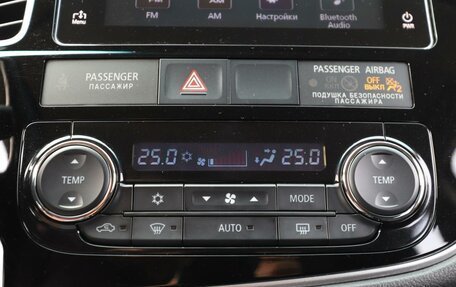 FM
AM
Настройки
Bluetooth
Audio
Menu
PWR
PASSENGER
ПАССАЖИР
PASSENGER AIRBAG
OFF
ВЫКЛ
2
ПОДУШКА БЕЗОПАСНОСТИ
ПАССАЖИРА
25.0
25.0
TEMP
TEMP
MODE
AUTO
OFF